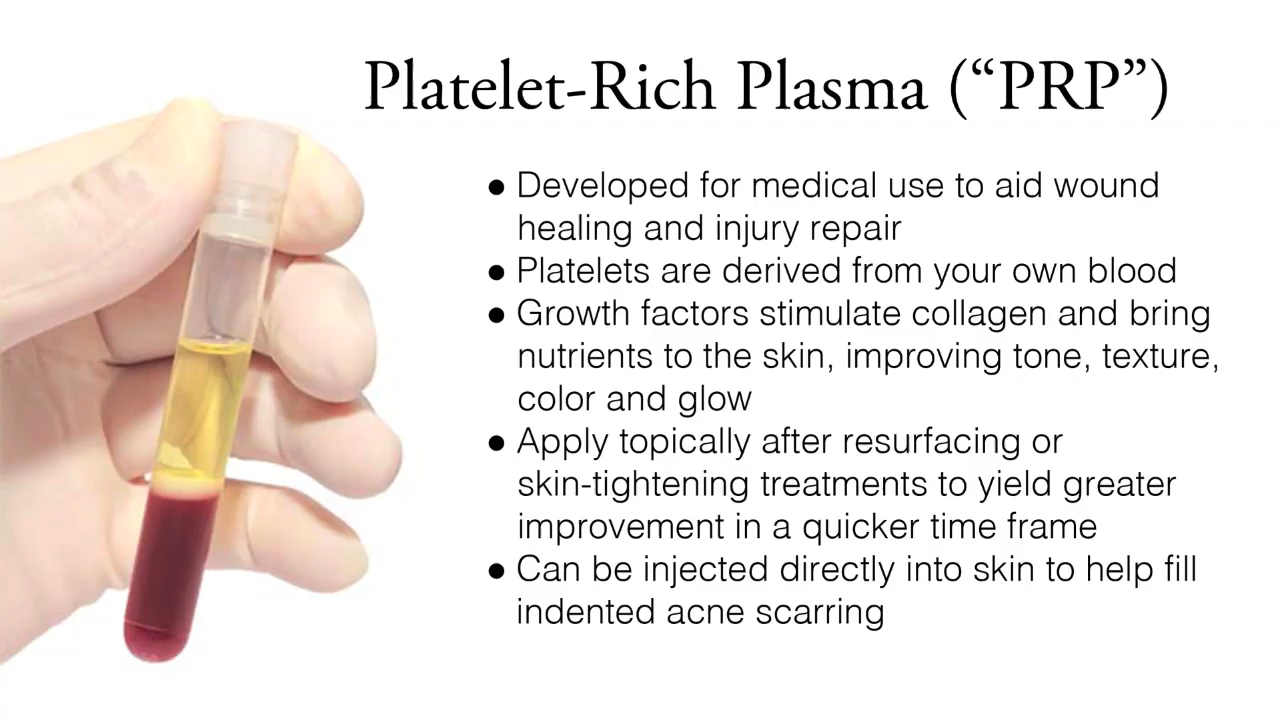 Platelet-Rich Plasma (“PRP”)
● Developed for medical use to aid wound
healing and injury repair
● Platelets are derived from your own blood
● Growth factors stimulate collagen and bring
nutrients to the skin, improving tone, texture,
color and glow
● Apply topically after resurfacing or
skin-tightening treatments to yield greater
improvement in a quicker time frame
● Can be injected directly into skin to help fill
indented acne scarring